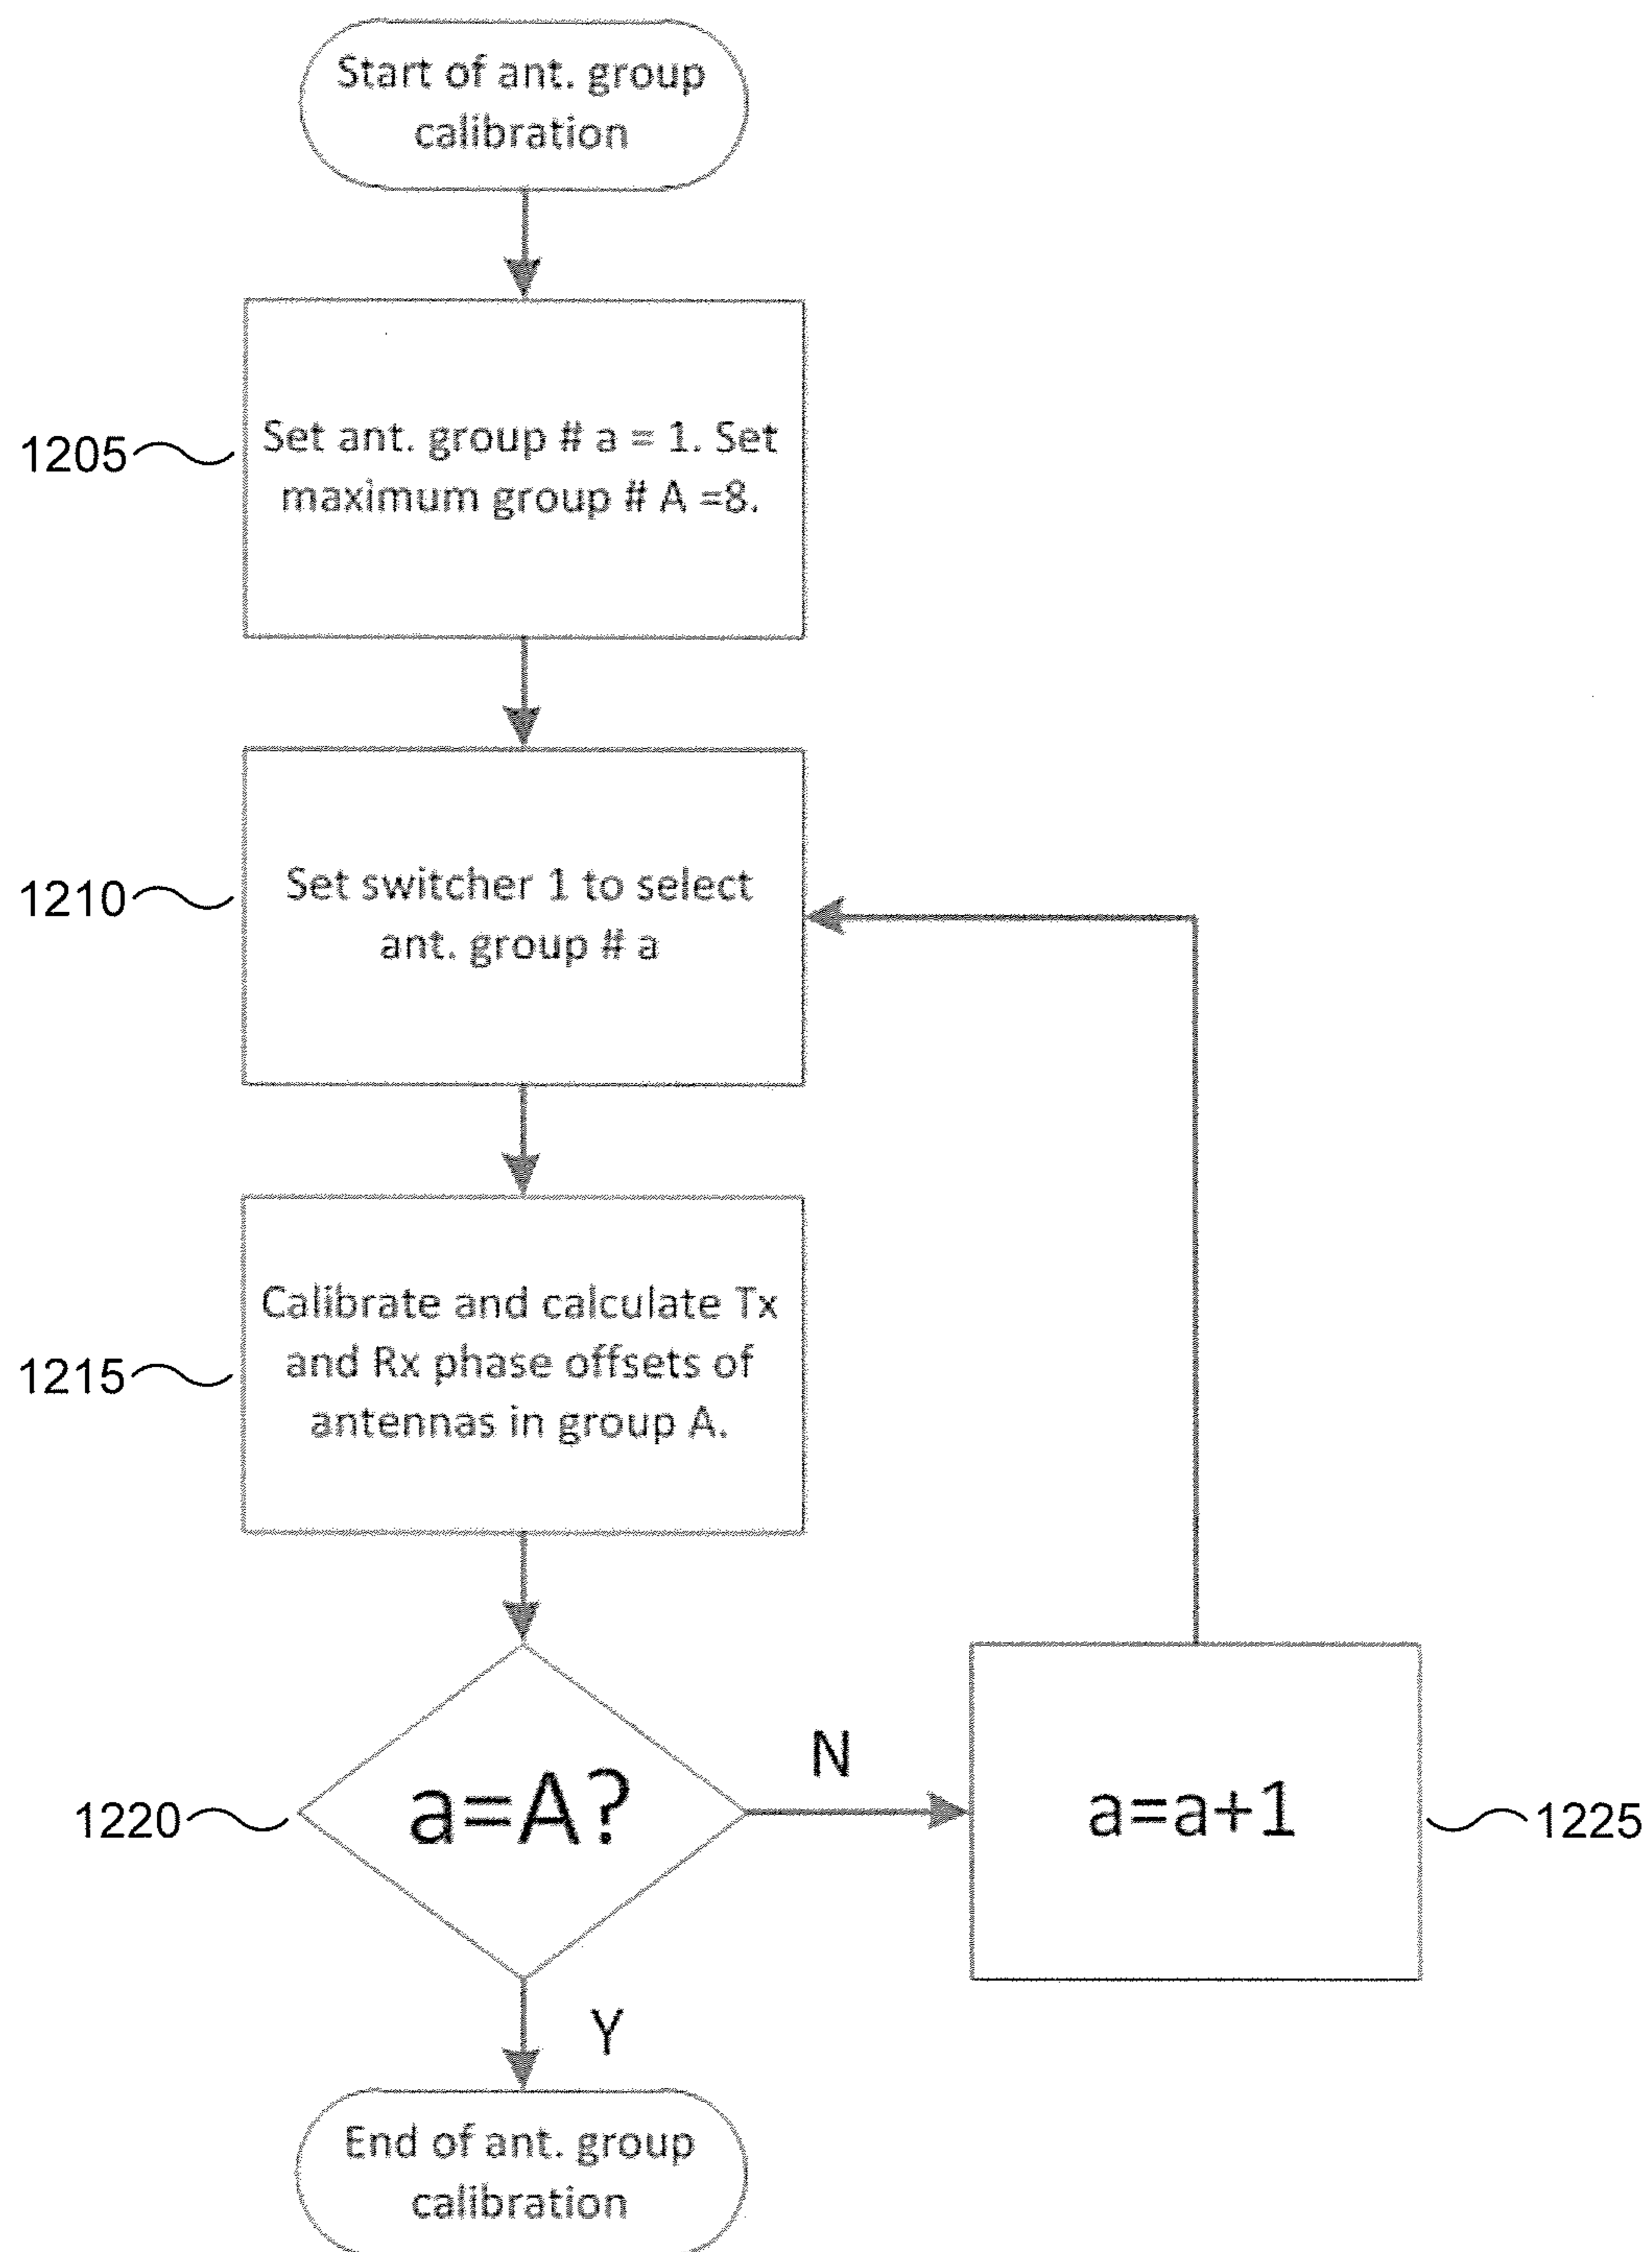 Start of ant. group
calibration
1205
Set ant. group # a = 1. Set
maximum group # A =8.
1210
Set switcher 1 to select
ant. group # a
1215
Calibrate and calculate Tx
and Rx phase offsets of
antennas in group A.
1220
a=A?
N
a=a+1
1225
Y
End of ant. group
calibration